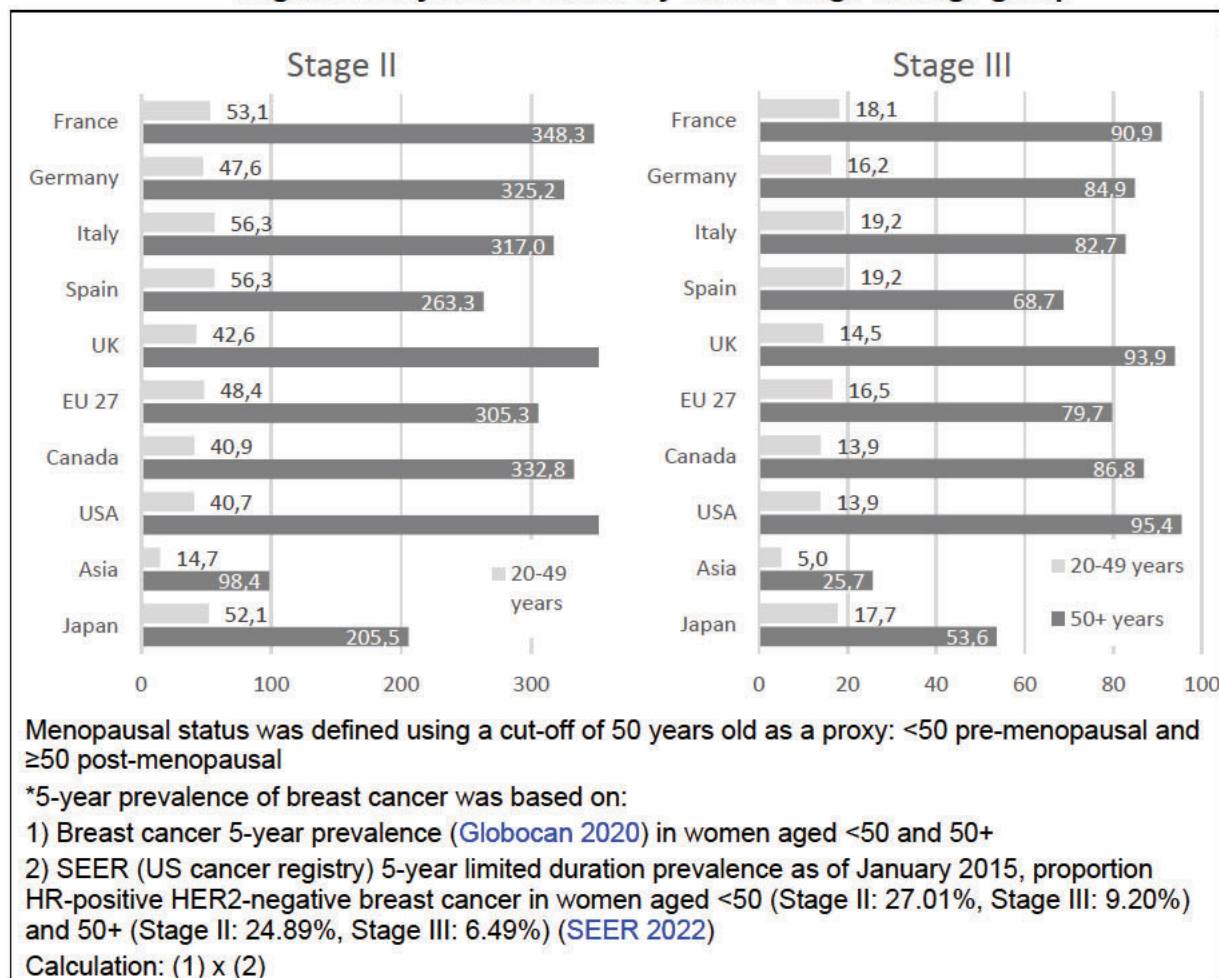 Stage II
France
53,1
348,3
Germany
47,6
325,2
Italy
56,3
317,0
Spain
56,3
263,3
UK
42,6
EU 27
48,4
305,3
Canada
40,9
332,8
USA
40,7
Asia
14,7
98,4
Japan
52,1
205,5
20-49
years
0 100 200 300
Stage III
France
18,1
90,9
Germany
16,2
84,9
Italy
19,2
82,7
Spain
19,2
68,7
UK
14,5
93,9
EU 27
16,5
79,7
Canada
13,9
86,8
USA
13,9
95,4
Asia
5,0
25,7
Japan
17,7
53,6
20-49 years
50+ years
0 20 40 60 80 100
Menopausal status was defined using a cut-off of 50 years old as a proxy: <50 pre-menopausal and
≥50 post-menopausal
*5-year prevalence of breast cancer was based on:
1) Breast cancer 5-year prevalence (Globocan 2020) in women aged <50 and 50+
2) SEER (US cancer registry) 5-year limited duration prevalence as of January 2015, proportion
HR-positive HER2-negative breast cancer in women aged <50 (Stage II: 27.01%, Stage III: 9.20%)
and 50+ (Stage II: 24.89%, Stage III: 6.49%) (SEER 2022)
Calculation: (1) x (2)